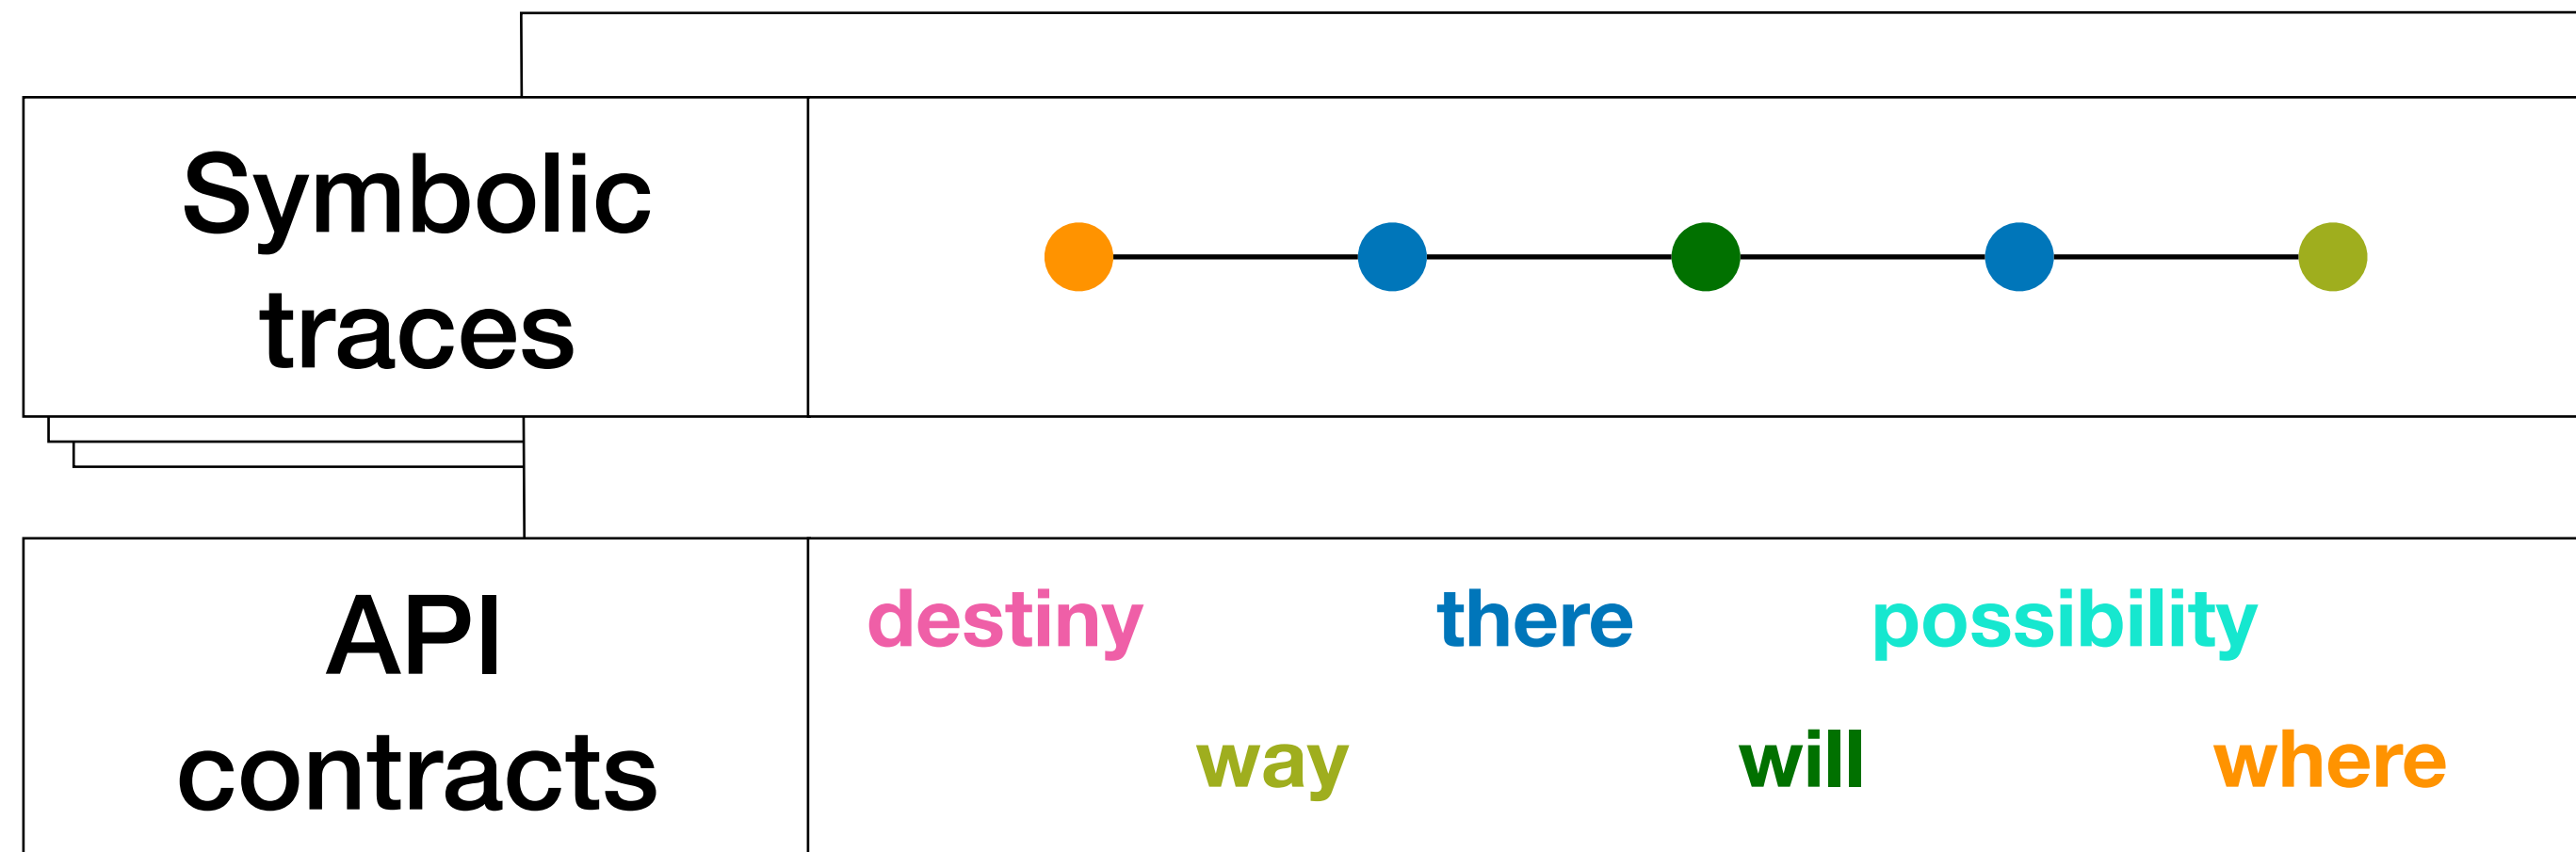 Symbolic
traces
API
contracts
destiny there possibility
way will where